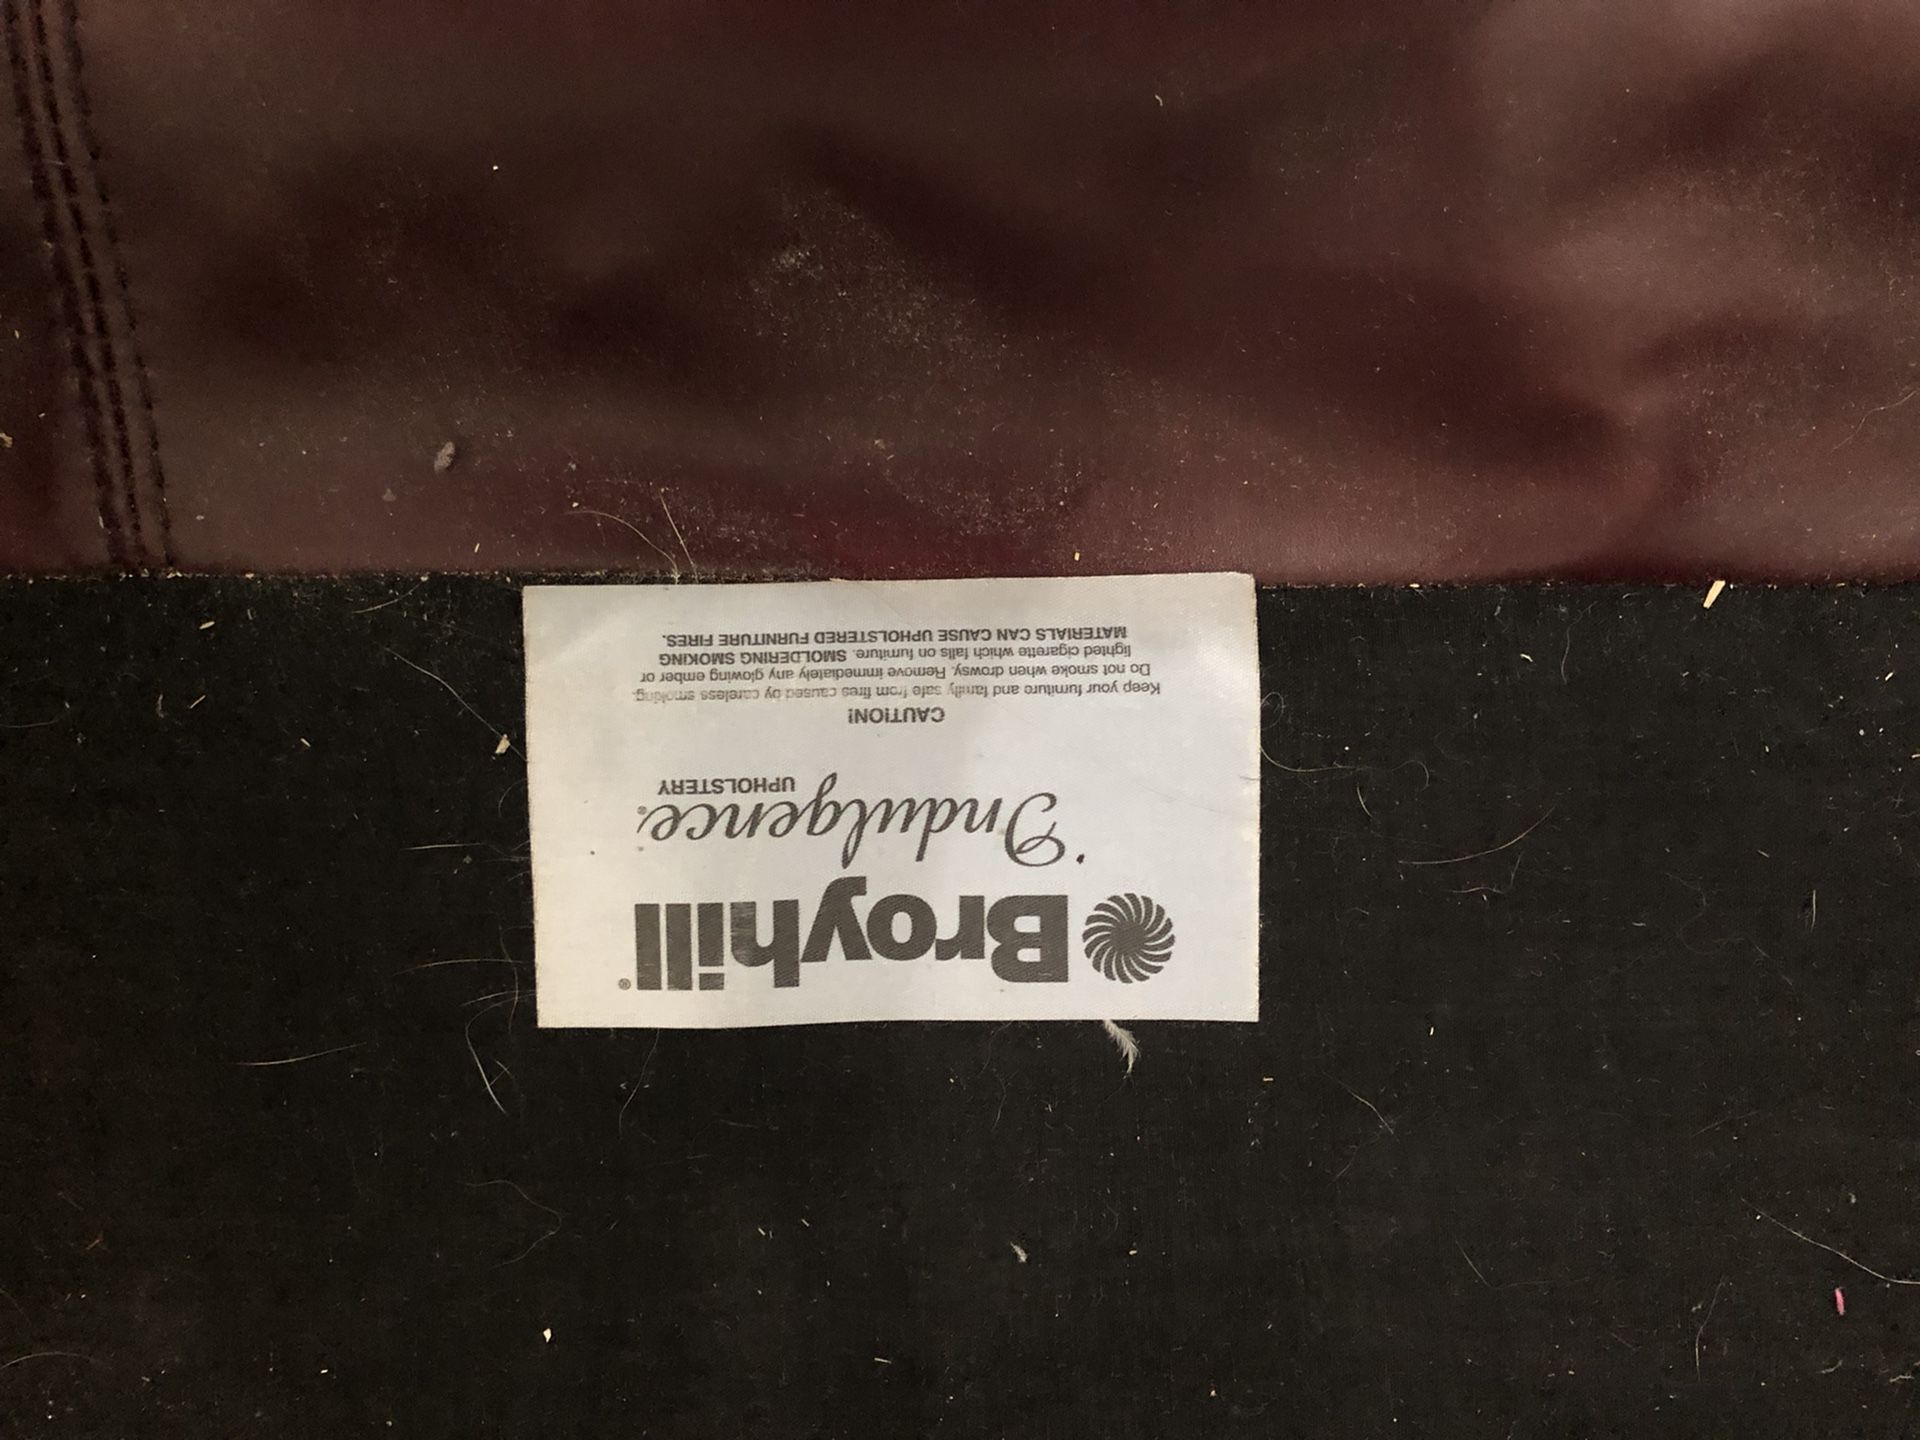 Broyhill®
Indulgence®
UPHOLSTERY
CAUTION!
Keep your furniture and family safe from fires caused by careless smoking.
Do not smoke when drowsy. Remove immediately any glowing ember or
lighted cigarette which falls on furniture. SMOLDERING SMOKING
MATERIALS CAN CAUSE UPHOLSTERED FURNITURE FIRES.